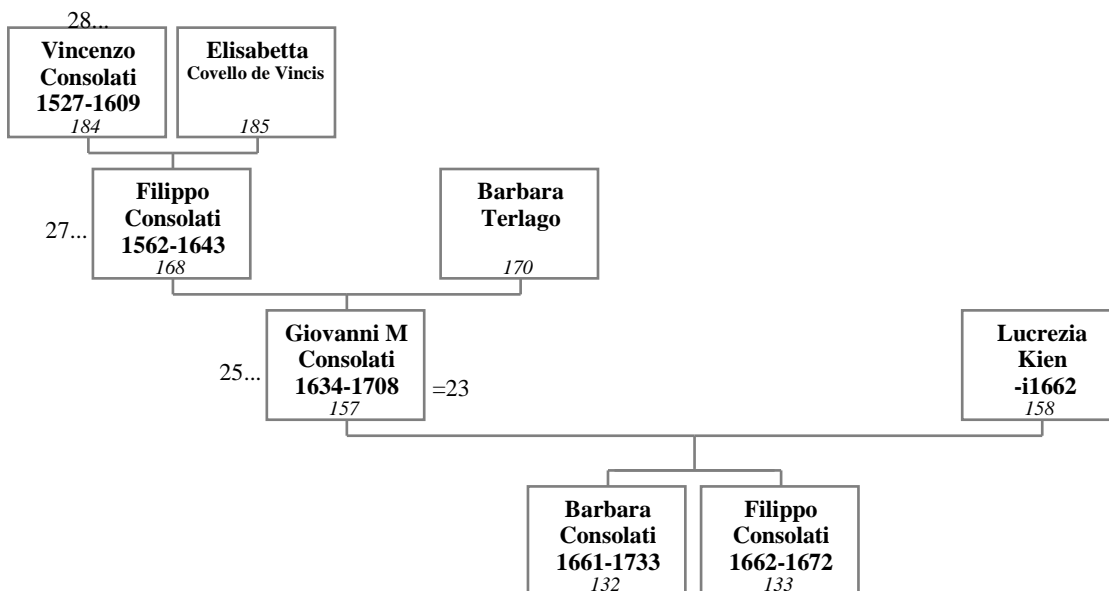 28...
Vincenzo
Consolati
1527-1609
184
Elisabetta
Covello de Vincis
185
27...
Filippo
Consolati
1562-1643
168
Barbara
Terlago
170
25...
Giovanni M
Consolati
1634-1708
157
=23
Lucrezia
Kien
-i1662
158
Barbara
Consolati
1661-1733
132
Filippo
Consolati
1662-1672
133